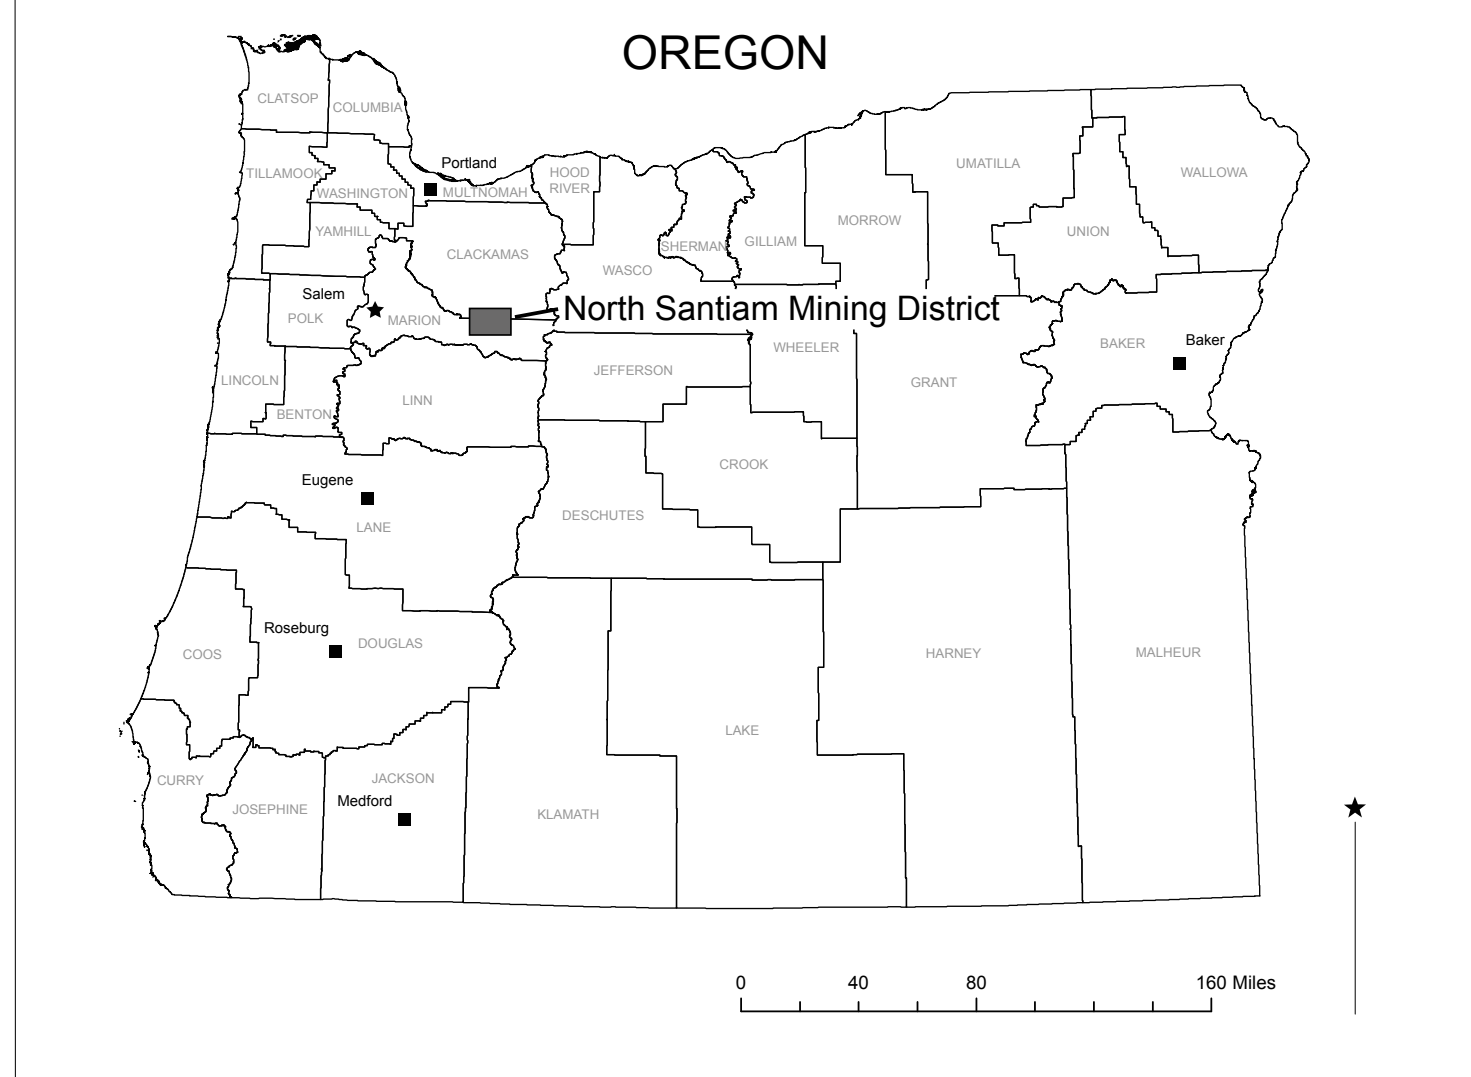 OREGON
CLATSOP
COLUMBIA
Portland
TILLAMOOK
WASHINGTON
MULTNOMAH
HOOD
RIVER
UMATILLA
WALLOWA
YAMHILL
CLACKAMAS
WASCO
SHERMAN
GILLIAM
MORROW
UNION
Salem
POLK
MARION
North Santiam Mining District
WHEELER
BAKER
Baker
LINCOLN
BENTON
LINN
JEFFERSON
GRANT
CROOK
Eugene
LANE
DESCHUTES
Roseburg
DOUGLAS
COOS
HARNEY
MALHEUR
LAKE
CURRY
JOSEPHINE
JACKSON
Medford
KLAMATH
0 40 80 160 Miles